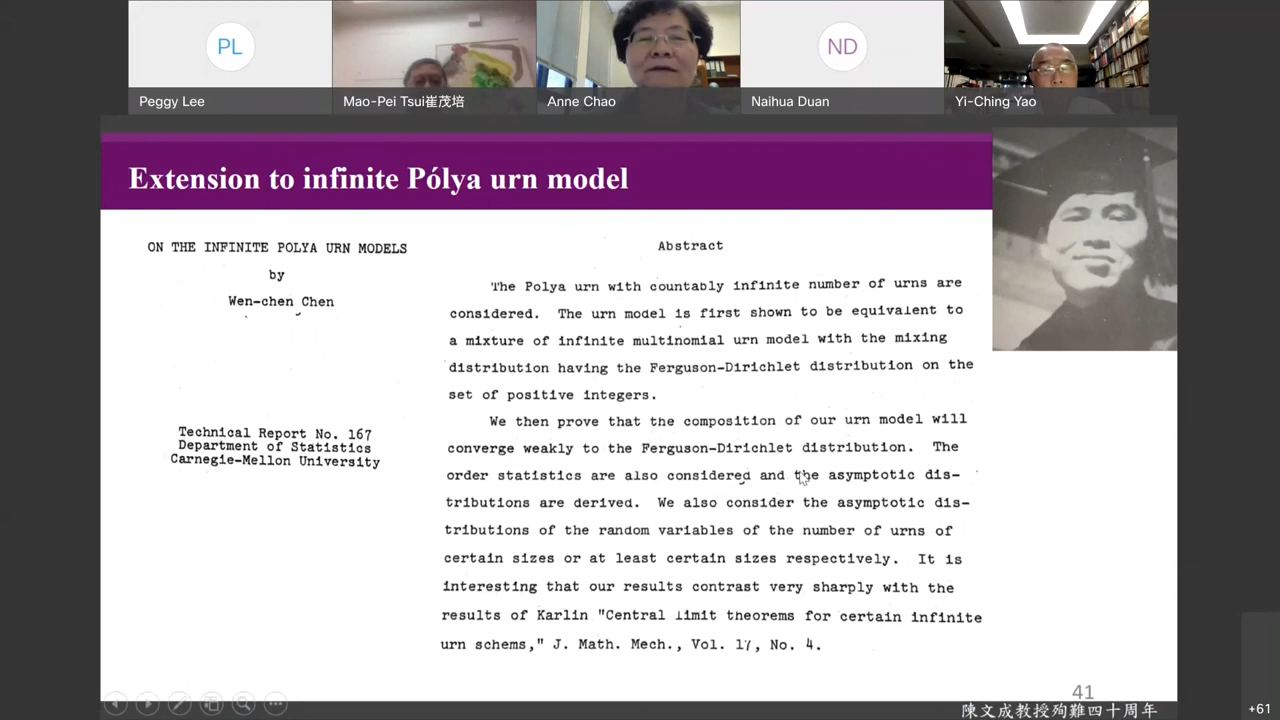 PL
ND
Peggy Lee
Mao-Pei Tsui崔茂培
Anne Chao
Naihua Duan
Yi-Ching Yao
Extension to infinite Pólya urn model
ON THE INFINITE POLYA URN MODELS
by
Wen-chen Chen
Technical Report No. 167
Department of Statistics
Carnegie-Mellon University
Abstract
The Polya urn with countably infinite number of urns are
considered. The urn model is first shown to be equivalent to
a mixture of infinite multinomial urn model with the mixing
distribution having the Ferguson-Dirichlet distribution on the
set of positive integers.
We then prove that the composition of our urn model will
converge weakly to the Ferguson-Dirichlet distribution. The
order statistics are also considered and the asymptotic dis-
tributions are derived. We also consider the asymptotic dis-
tributions of the random variables of the number of urns of
certain sizes or at least certain sizes respectively. It is
interesting that our results contrast very sharply with the
results of Karlin "Central limit theorems for certain infinite
urn schems," J. Math. Mech., Vol. 17, No. 4.
41
陳文成教授殉難四十周年
+61